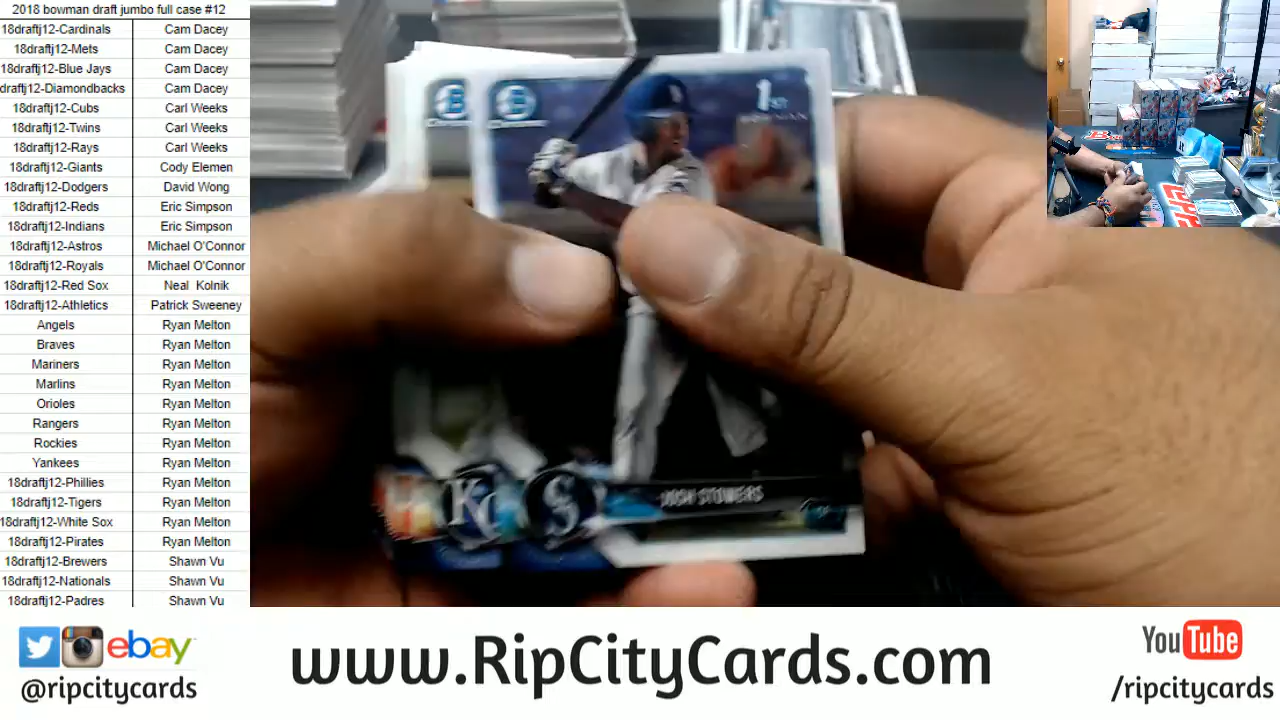 2018 bowman draft jumbo full case #12
18draftj12-Cardinals Cam Dacey
18draftj12-Mets Cam Dacey
18draftj12-Blue Jays Cam Dacey
draftj12-Diamondbacks Cam Dacey
18draftj12-Cubs Carl Weeks
18draftj12-Twins Carl Weeks
18draftj12-Rays Carl Weeks
18draftj12-Giants Cody Elemen
18draftj12-Dodgers David Wong
18draftj12-Reds Eric Simpson
18draftj12-Indians Eric Simpson
18draftj12-Astros Michael O'Connor
18draftj12-Royals Michael O'Connor
18draftj12-Red Sox Neal Kolnik
18draftj12-Athletics Patrick Sweeney
Angels Ryan Melton
Braves Ryan Melton
Mariners Ryan Melton
Marlins Ryan Melton
Orioles Ryan Melton
Rangers Ryan Melton
Rockies Ryan Melton
Yankees Ryan Melton
18draftj12-Phillies Ryan Melton
18draftj12-Tigers Ryan Melton
18draftj12-White Sox Ryan Melton
18draftj12-Pirates Ryan Melton
18draftj12-Brewers Shawn Vu
18draftj12-Nationals Shawn Vu
18draftj12-Padres Shawn Vu
B B 1ST
KC S JOSH STOWERS
ebay
@ripcitycards
www.RipCityCards.com
YouTube
/ripcitycards